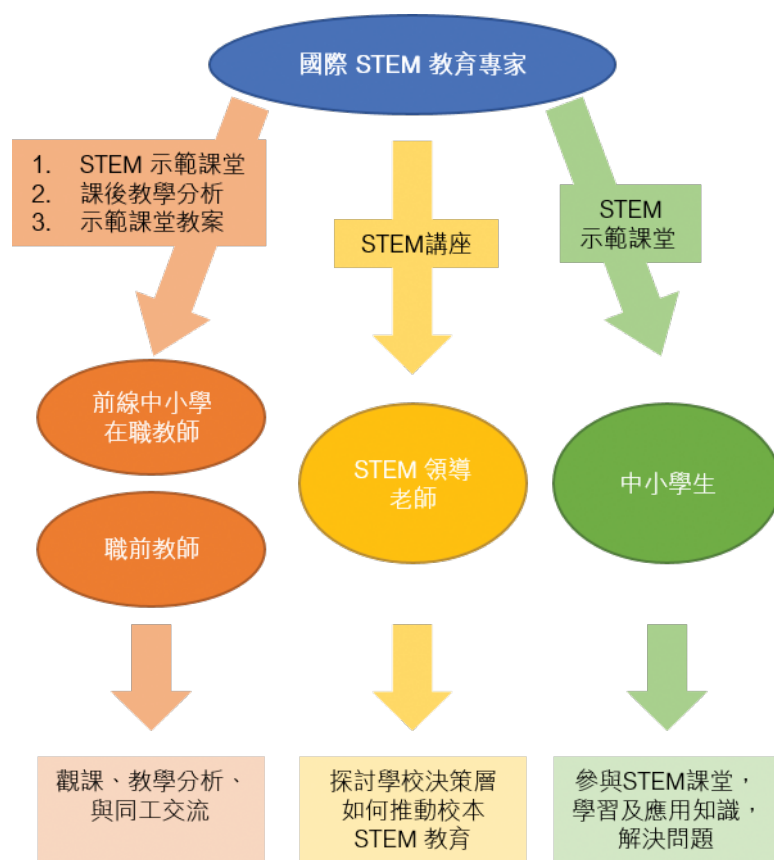 國際 STEM 教育專家
1. STEM 示範課堂
2. 課後教學分析
3. 示範課堂教案
STEM講座
STEM
示範課堂
前線中小學
在職教師
職前教師
STEM 領導
老師
中小學生
觀課、教學分析、
與同工交流
探討學校決策層
如何推動校本
STEM 教育
參與STEM課堂，
學習及應用知識，
解決問題